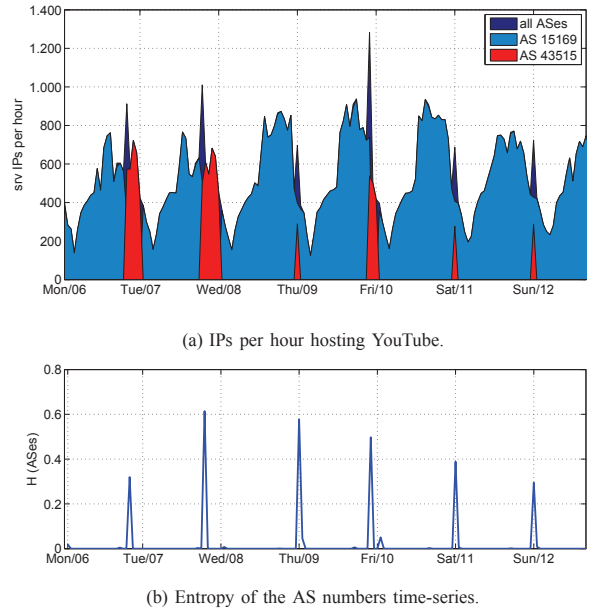 1.400
1.200
1.000
800
600
400
200
0
srv IPs per hour
all ASes
AS 15169
AS 43515
Mon/06 Tue/07 Wed/08 Thu/09 Fri/10 Sat/11 Sun/12
(a) IPs per hour hosting YouTube.
0.8
0.6
0.4
0.2
0
H (ASes)
Mon/06 Tue/07 Wed/08 Thu/09 Fri/10 Sat/11 Sun/12
(b) Entropy of the AS numbers time-series.